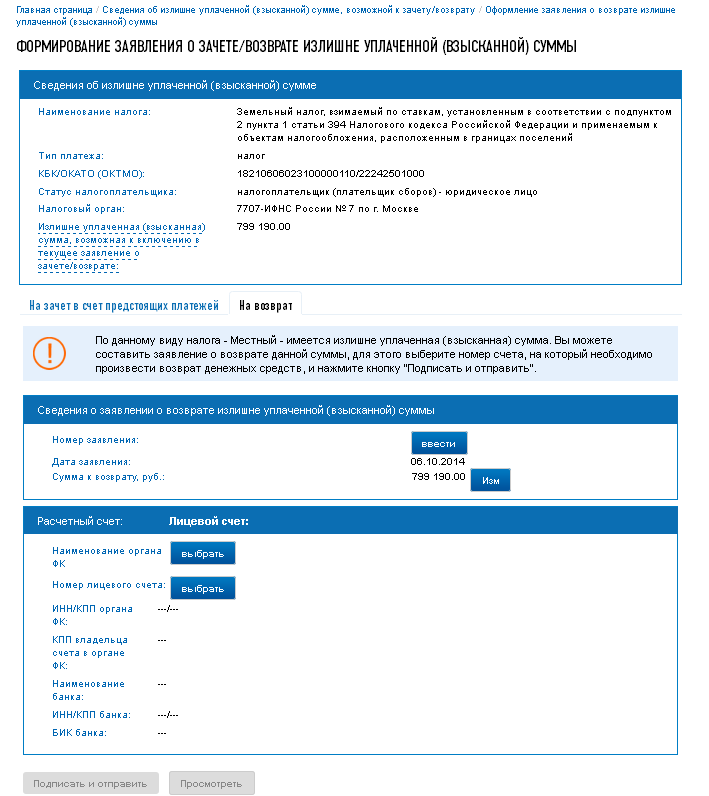 Главная страница / Сведения об излишне уплаченной (взысканной) сумме, возможной к зачету/возврату / Оформление заявления о возврате излишне
уплаченной (взысканной) суммы
ФОРМИРОВАНИЕ ЗАЯВЛЕНИЯ О ЗАЧЕТЕ/ВОЗВРАТЕ ИЗЛИШНЕ УПЛАЧЕННОЙ (ВЗЫСКАННОЙ) СУММЫ
Сведения об излишне уплаченной (взысканной) сумме
Наименование налога: Земельный налог, взимаемый по ставкам, установленным в соответствии с подпунктом
2 пункта 1 статьи 394 Налогового кодекса Российской Федерации и применяемым к
объектам налогообложения, расположенным в границах поселений
Тип платежа: налог
КБК/ОКАТО (ОКТМО): 18210606023100000110/22242501000
Статус налогоплательщика: налогоплательщик (плательщик сборов) - юридическое лицо
Налоговый орган: 7707-ИФНС России № 7 по г. Москве
Излишне уплаченная (взысканная) 799 190.00
сумма, возможная к включению в
текущее заявление о
зачете/возврате:
На зачет в счет предстоящих платежей На возврат
По данному виду налога - Местный - имеется излишне уплаченная (взысканная) сумма. Вы можете
составить заявление о возврате данной суммы, для этого выберите номер счета, на который необходимо
произвести возврат денежных средств, и нажмите кнопку "Подписать и отправить".
Сведения о заявлении о возврате излишне уплаченной (взысканной) суммы
Номер заявления: ввести
Дата заявления: 06.10.2014
Сумма к возврату, руб.: 799 190.00 Изм
Расчетный счет: Лицевой счет:
Наименование органа выбрать
ФК
Номер лицевого счета: выбрать
ИНН/КПП органа ---/---
ФК:
КПП владельца ---
счета в органе
ФК:
Наименование ---
банка:
ИНН/КПП банка: ---/---
БИК банка: ---
Подписать и отправить Просмотреть